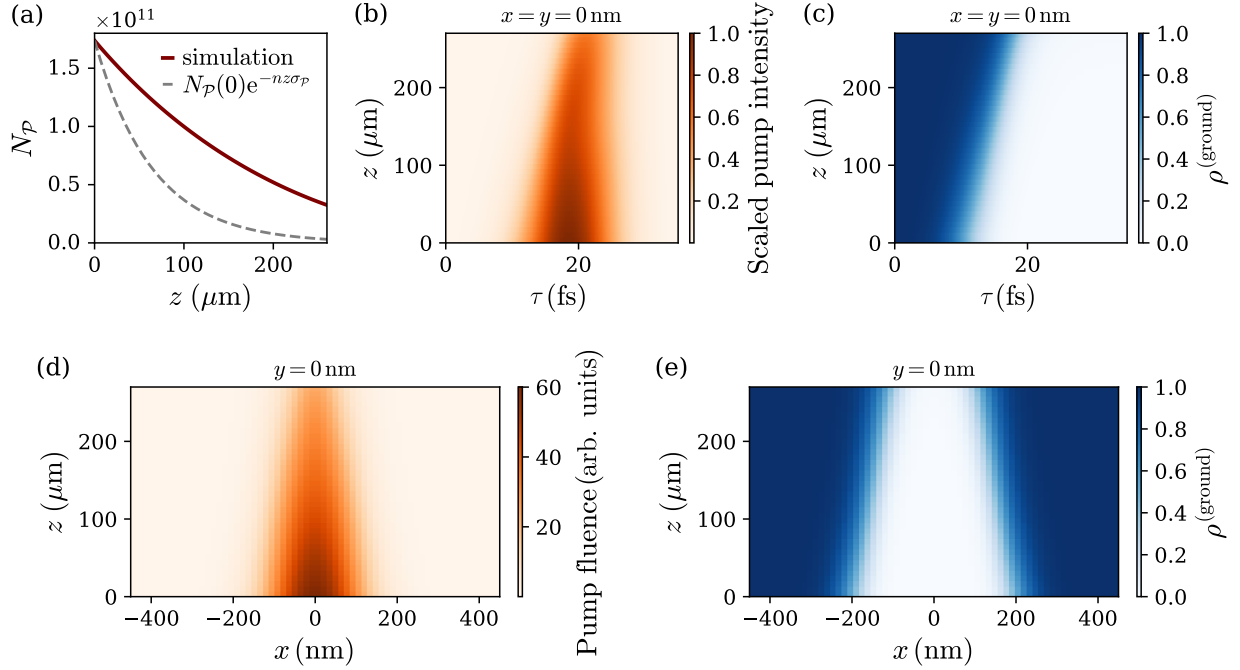 (a)
×10¹¹
N_𝒫
1.5
1.0
0.5
0.0
simulation
N_𝒫(0)e^{−nzσ_𝒫}
0 100 200
z (µm)
(b)
x = y = 0 nm
z (µm)
200
100
0
0 20
τ (fs)
1.0
0.8
0.6
0.4
0.2
Scaled pump intensity
(c)
x = y = 0 nm
z (µm)
200
100
0
0 20
τ (fs)
1.0
0.8
0.6
0.4
0.2
0.0
ρ^{(ground)}
(d)
y = 0 nm
z (µm)
200
100
0
−400 −200 0 200 400
x (nm)
60
40
20
Pump fluence (arb. units)
(e)
y = 0 nm
z (µm)
200
100
0
−400 −200 0 200 400
x (nm)
1.0
0.8
0.6
0.4
0.2
0.0
ρ^{(ground)}